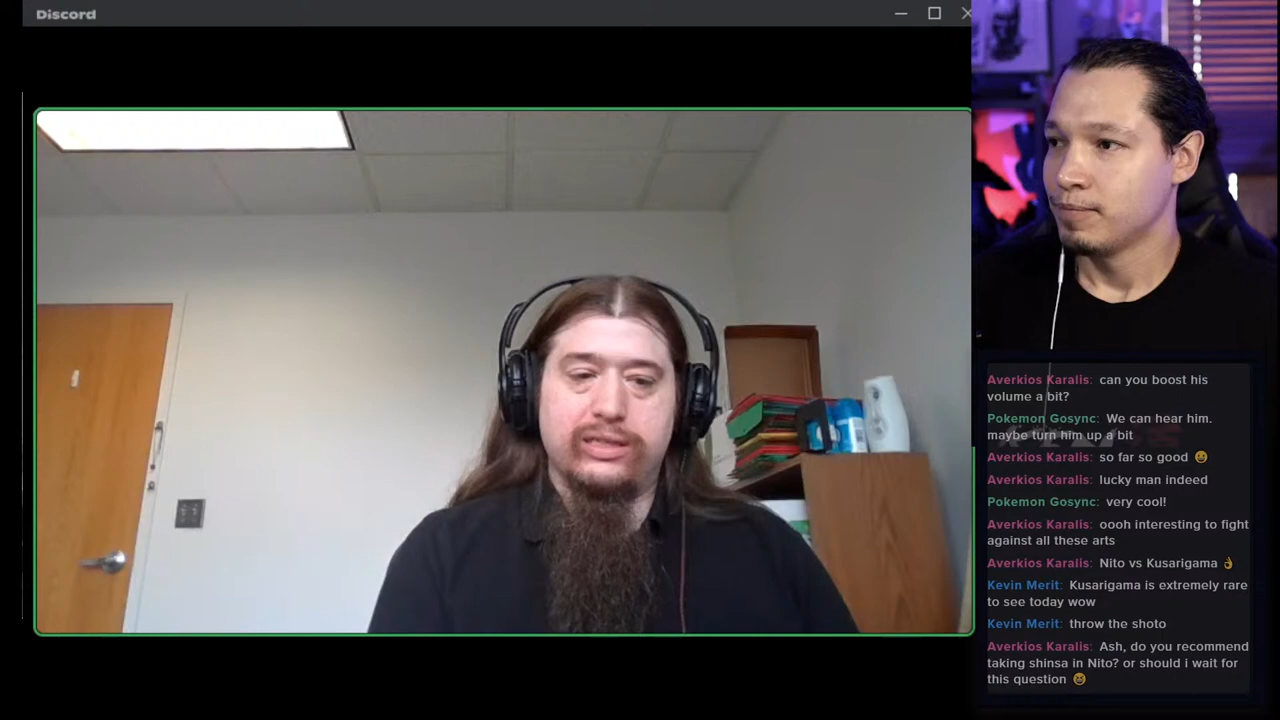 Discord
Averkios Karalis: can you boost his
volume a bit?
Pokemon Gosync: We can hear him.
maybe turn him up a bit
Averkios Karalis: so far so good 😀
Averkios Karalis: lucky man indeed
Pokemon Gosync: very cool!
Averkios Karalis: oooh interesting to fight
against all these arts
Averkios Karalis: Nito vs Kusarigama 👌
Kevin Merit: Kusarigama is extremely rare
to see today wow
Kevin Merit: throw the shoto
Averkios Karalis: Ash, do you recommend
taking shinsa in Nito? or should i wait for
this question 😆